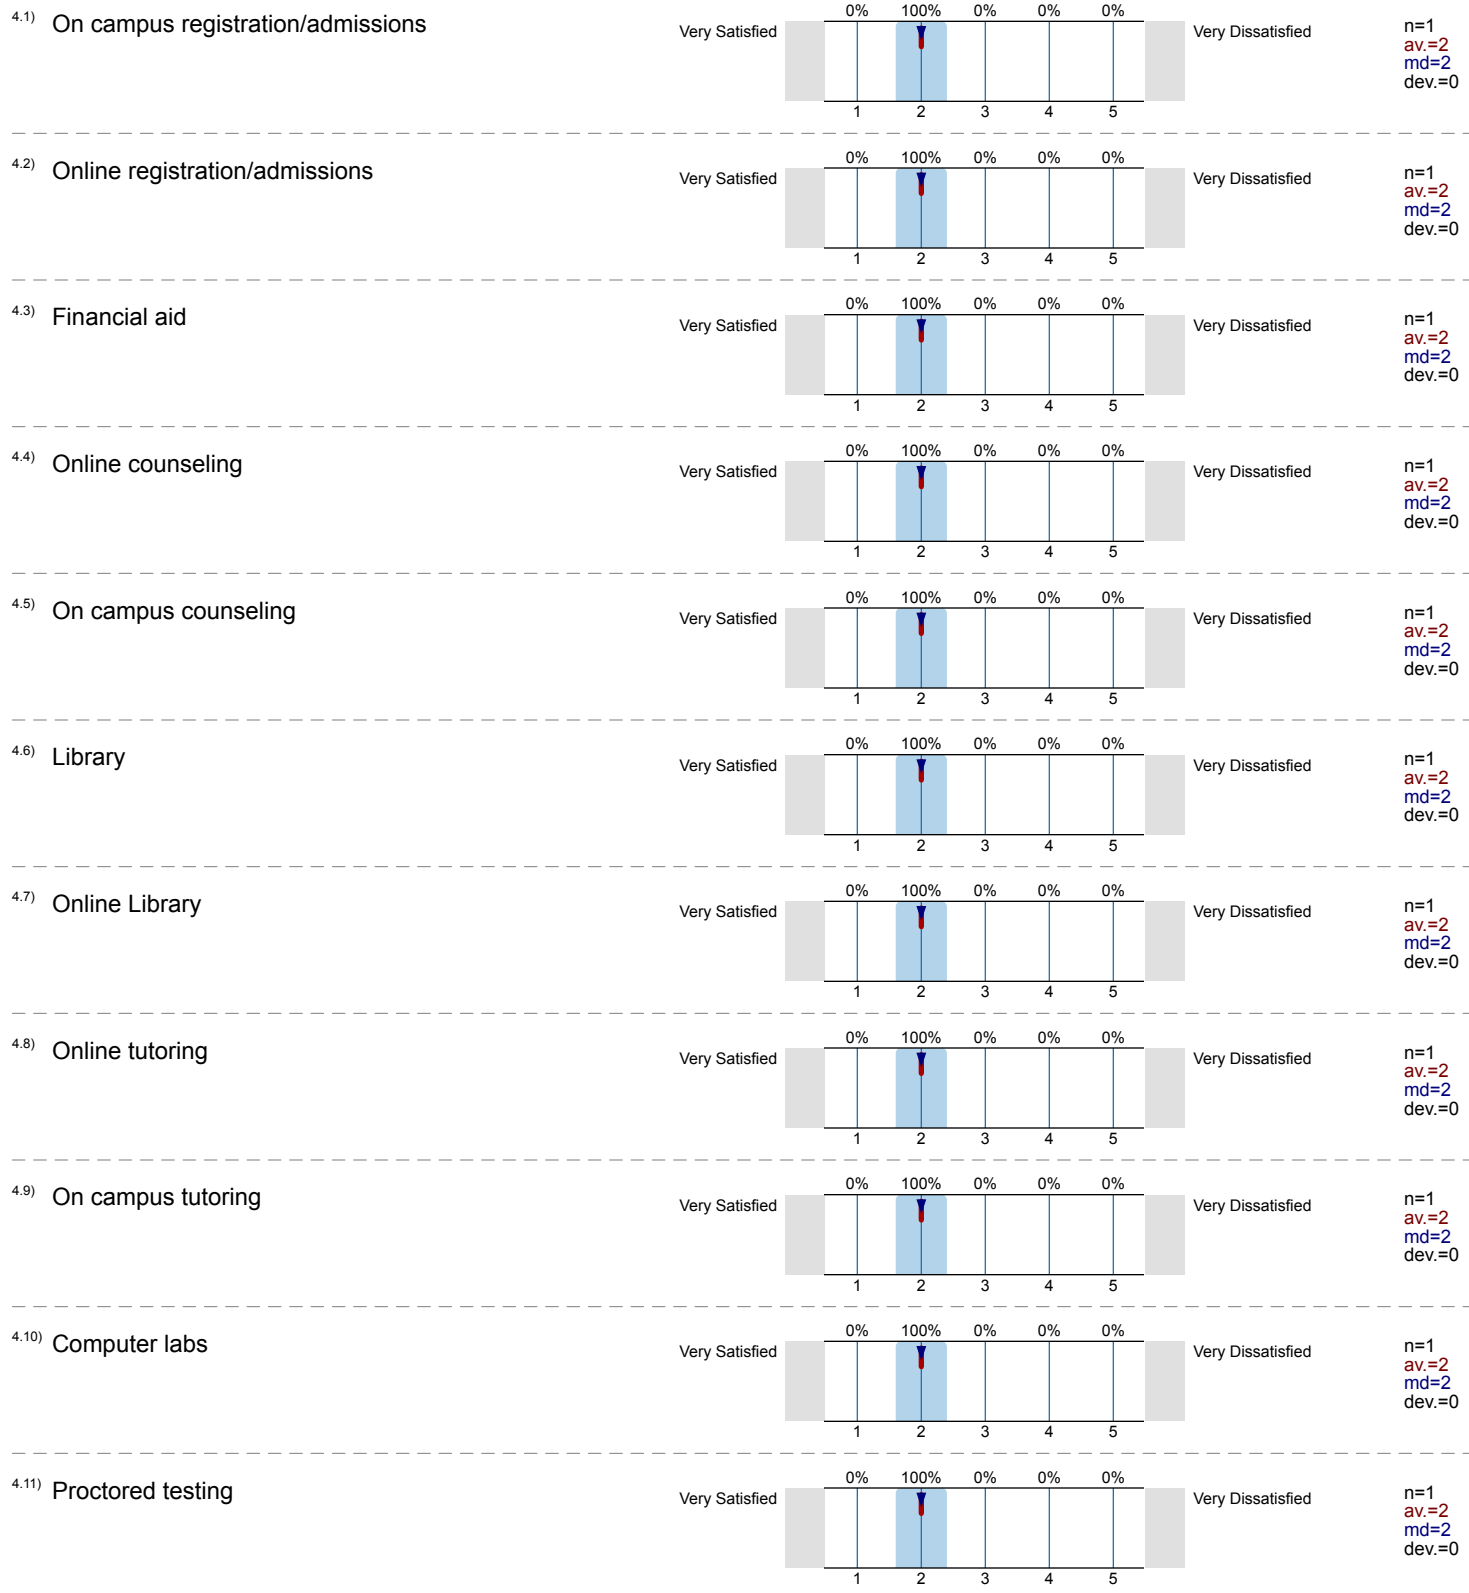 4.1) On campus registration/admissions
0% 100% 0% 0% 0%
Very Satisfied Very Dissatisfied n=1
av.=2
md=2
dev.=0
1 2 3 4 5
4.2) Online registration/admissions
0% 100% 0% 0% 0%
Very Satisfied Very Dissatisfied n=1
av.=2
md=2
dev.=0
1 2 3 4 5
4.3) Financial aid
0% 100% 0% 0% 0%
Very Satisfied Very Dissatisfied n=1
av.=2
md=2
dev.=0
1 2 3 4 5
4.4) Online counseling
0% 100% 0% 0% 0%
Very Satisfied Very Dissatisfied n=1
av.=2
md=2
dev.=0
1 2 3 4 5
4.5) On campus counseling
0% 100% 0% 0% 0%
Very Satisfied Very Dissatisfied n=1
av.=2
md=2
dev.=0
1 2 3 4 5
4.6) Library
0% 100% 0% 0% 0%
Very Satisfied Very Dissatisfied n=1
av.=2
md=2
dev.=0
1 2 3 4 5
4.7) Online Library
0% 100% 0% 0% 0%
Very Satisfied Very Dissatisfied n=1
av.=2
md=2
dev.=0
1 2 3 4 5
4.8) Online tutoring
0% 100% 0% 0% 0%
Very Satisfied Very Dissatisfied n=1
av.=2
md=2
dev.=0
1 2 3 4 5
4.9) On campus tutoring
0% 100% 0% 0% 0%
Very Satisfied Very Dissatisfied n=1
av.=2
md=2
dev.=0
1 2 3 4 5
4.10) Computer labs
0% 100% 0% 0% 0%
Very Satisfied Very Dissatisfied n=1
av.=2
md=2
dev.=0
1 2 3 4 5
4.11) Proctored testing
0% 100% 0% 0% 0%
Very Satisfied Very Dissatisfied n=1
av.=2
md=2
dev.=0
1 2 3 4 5